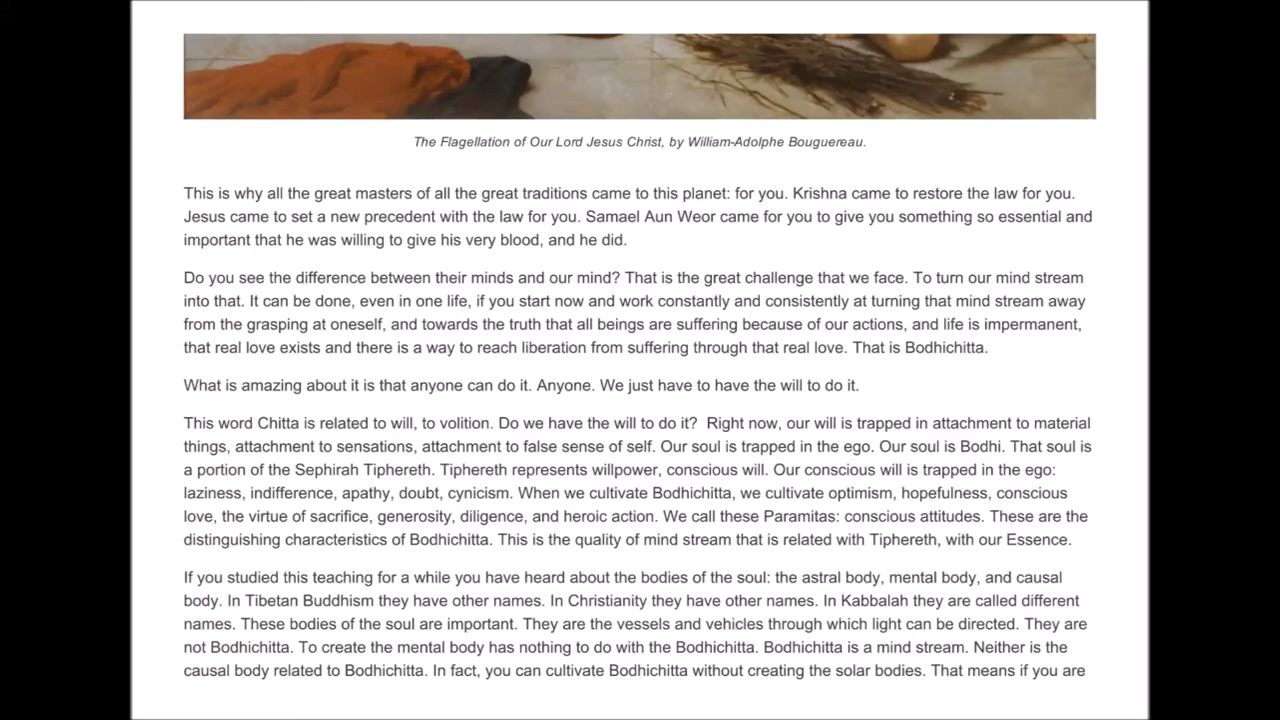 The Flagellation of Our Lord Jesus Christ, by William-Adolphe Bouguereau.
This is why all the great masters of all the great traditions came to this planet: for you. Krishna came to restore the law for you.
Jesus came to set a new precedent with the law for you. Samael Aun Weor came for you to give you something so essential and
important that he was willing to give his very blood, and he did.
Do you see the difference between their minds and our mind? That is the great challenge that we face. To turn our mind stream
into that. It can be done, even in one life, if you start now and work constantly and consistently at turning that mind stream away
from the grasping at oneself, and towards the truth that all beings are suffering because of our actions, and life is impermanent,
that real love exists and there is a way to reach liberation from suffering through that real love. That is Bodhichitta.
What is amazing about it is that anyone can do it. Anyone. We just have to have the will to do it.
This word Chitta is related to will, to volition. Do we have the will to do it?  Right now, our will is trapped in attachment to material
things, attachment to sensations, attachment to false sense of self. Our soul is trapped in the ego. Our soul is Bodhi. That soul is
a portion of the Sephirah Tiphereth. Tiphereth represents willpower, conscious will. Our conscious will is trapped in the ego:
laziness, indifference, apathy, doubt, cynicism. When we cultivate Bodhichitta, we cultivate optimism, hopefulness, conscious
love, the virtue of sacrifice, generosity, diligence, and heroic action. We call these Paramitas: conscious attitudes. These are the
distinguishing characteristics of Bodhichitta. This is the quality of mind stream that is related with Tiphereth, with our Essence.
If you studied this teaching for a while you have heard about the bodies of the soul: the astral body, mental body, and causal
body. In Tibetan Buddhism they have other names. In Christianity they have other names. In Kabbalah they are called different
names. These bodies of the soul are important. They are the vessels and vehicles through which light can be directed. They are
not Bodhichitta. To create the mental body has nothing to do with the Bodhichitta. Bodhichitta is a mind stream. Neither is the
causal body related to Bodhichitta. In fact, you can cultivate Bodhichitta without creating the solar bodies. That means if you are